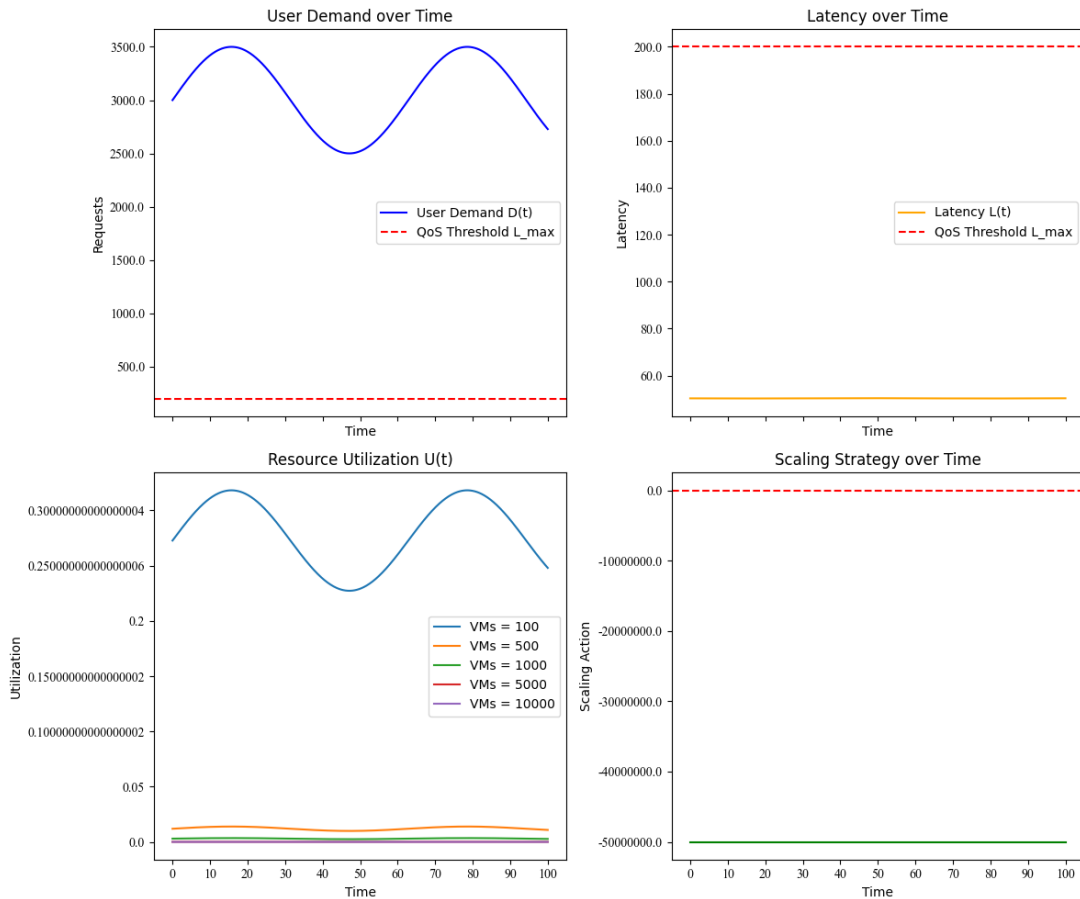 User Demand over Time
3500.0
3000.0
2500.0
2000.0
1500.0
1000.0
500.0
Requests
User Demand D(t)
QoS Threshold L_max
Time
Latency over Time
200.0
180.0
160.0
140.0
120.0
100.0
80.0
60.0
Latency
Latency L(t)
QoS Threshold L_max
Time
Resource Utilization U(t)
0.30000000000000004
0.25000000000000006
0.2
0.15000000000000002
0.10000000000000002
0.05
0.0
Utilization
VMs = 100
VMs = 500
VMs = 1000
VMs = 5000
VMs = 10000
0 10 20 30 40 50 60 70 80 90 100
Time
Scaling Strategy over Time
0.0
-10000000.0
-20000000.0
-30000000.0
-40000000.0
-50000000.0
Scaling Action
0 10 20 30 40 50 60 70 80 90 100
Time